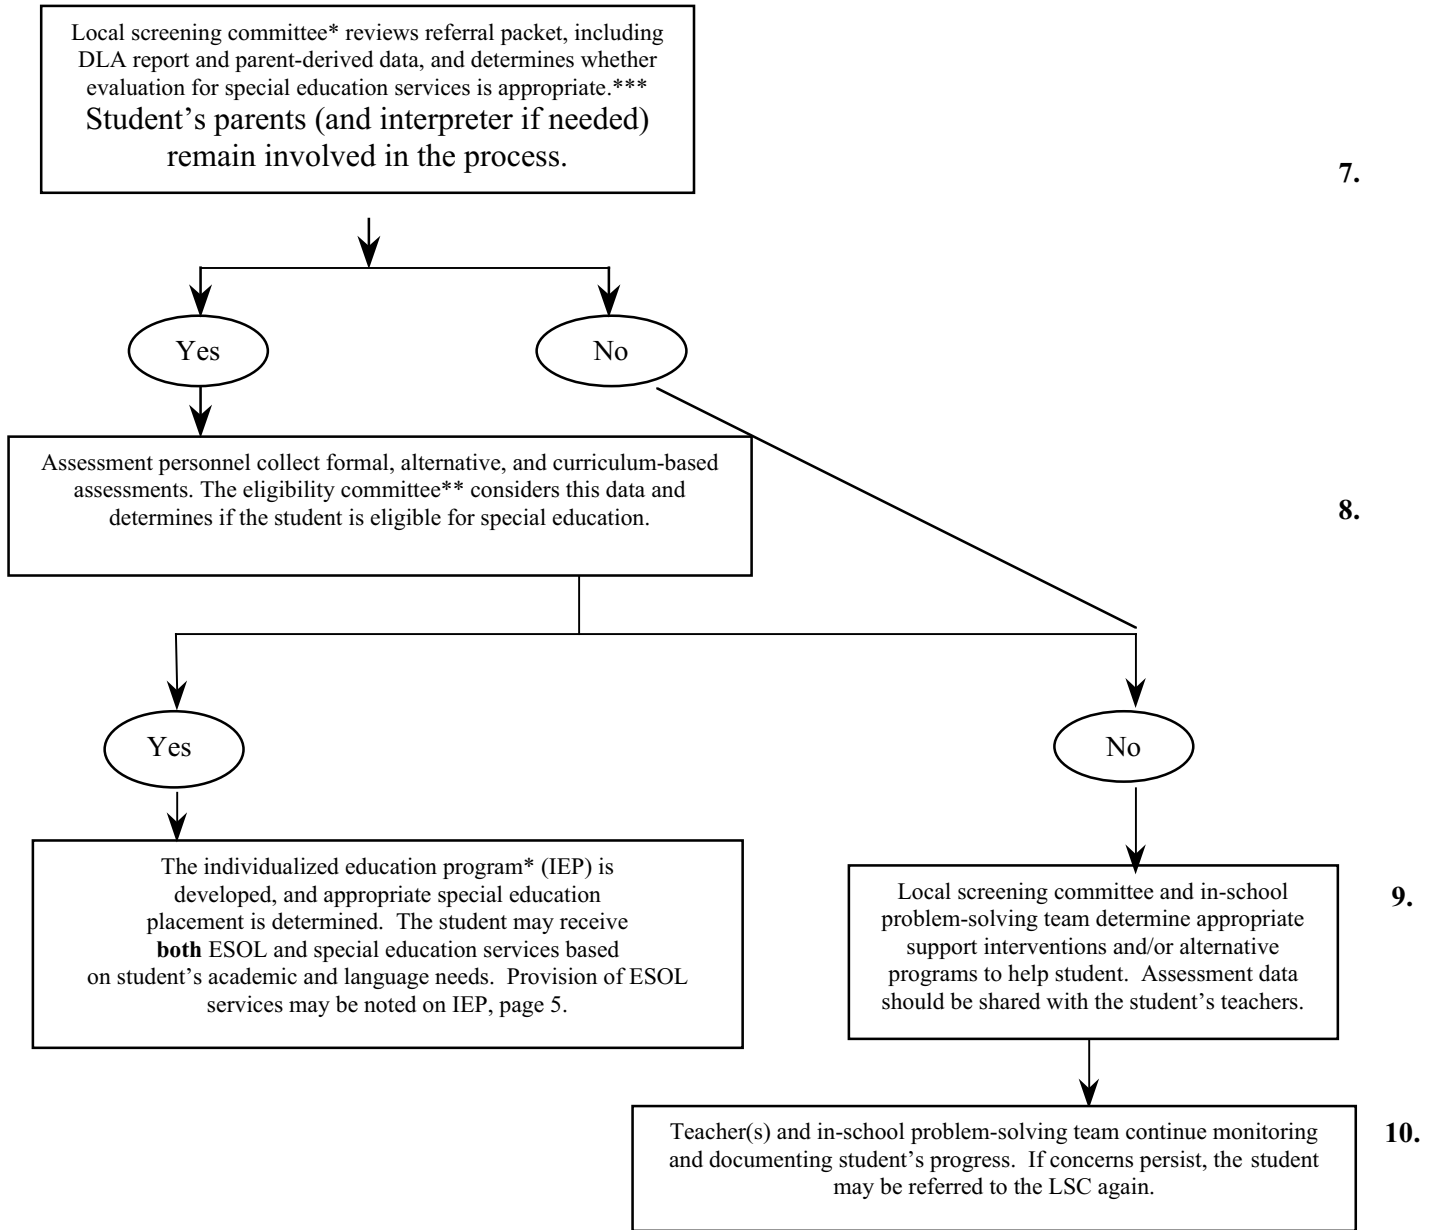 Local screening committee* reviews referral packet, including
DLA report and parent-derived data, and determines whether
evaluation for special education services is appropriate.***
Student’s parents (and interpreter if needed)
remain involved in the process.
7.
Yes
No
Assessment personnel collect formal, alternative, and curriculum-based
assessments. The eligibility committee** considers this data and
determines if the student is eligible for special education.
8.
Yes
No
The individualized education program* (IEP) is
developed, and appropriate special education
placement is determined.  The student may receive
both ESOL and special education services based
on student’s academic and language needs.  Provision of ESOL
services may be noted on IEP, page 5.
Local screening committee and in-school
problem-solving team determine appropriate
support interventions and/or alternative
programs to help student.  Assessment data
should be shared with the student’s teachers.
9.
Teacher(s) and in-school problem-solving team continue monitoring
and documenting student’s progress.  If concerns persist, the student
may be referred to the LSC again.
10.